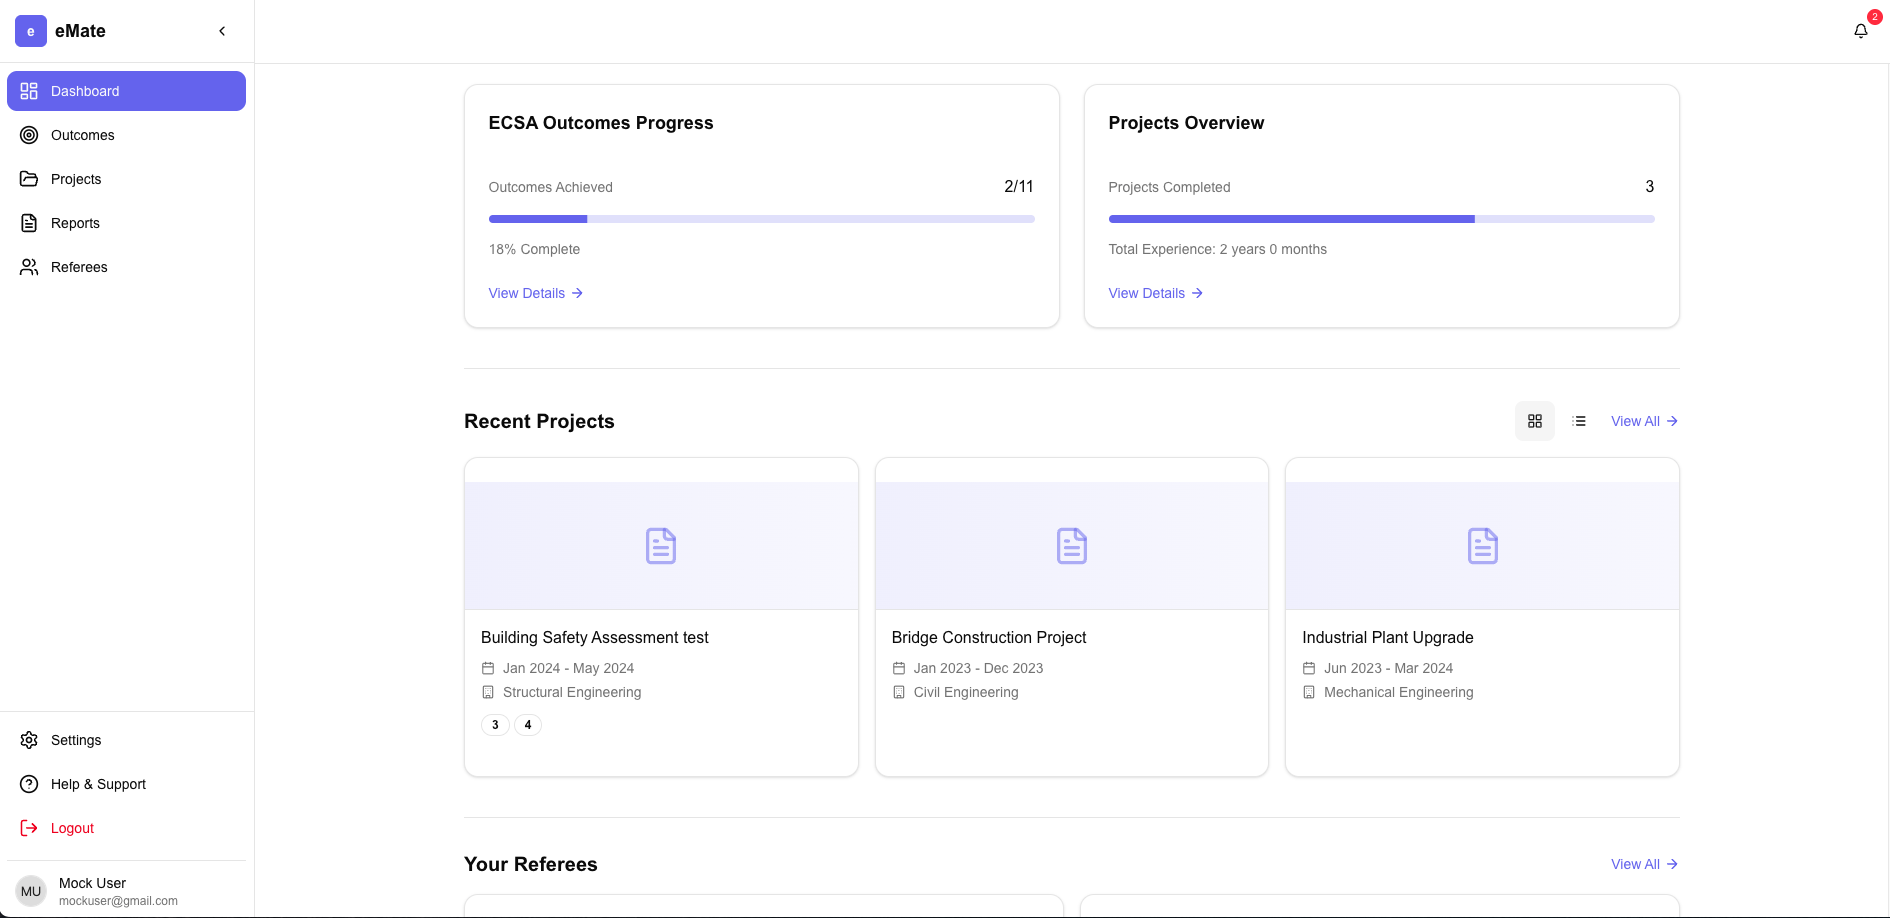 e eMate
2
Dashboard
Outcomes
Projects
Reports
Referees
Settings
Help & Support
Logout
MU
Mock User
mockuser@gmail.com
ECSA Outcomes Progress
Outcomes Achieved 2/11
18% Complete
View Details
Projects Overview
Projects Completed 3
Total Experience: 2 years 0 months
View Details
Recent Projects
View All
Building Safety Assessment test
Jan 2024 - May 2024
Structural Engineering
3 4
Bridge Construction Project
Jan 2023 - Dec 2023
Civil Engineering
Industrial Plant Upgrade
Jun 2023 - Mar 2024
Mechanical Engineering
Your Referees
View All